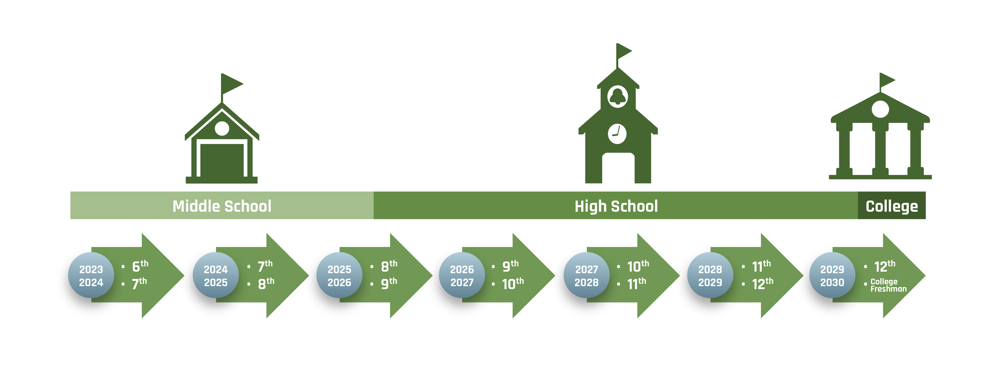 Middle School
High School
College
2023
2024
· 6th
· 7th
2024
2025
· 7th
· 8th
2025
2026
· 8th
· 9th
2026
2027
· 9th
· 10th
2027
2028
· 10th
· 11th
2028
2029
· 11th
· 12th
2029
2030
· 12th
· College
Freshman